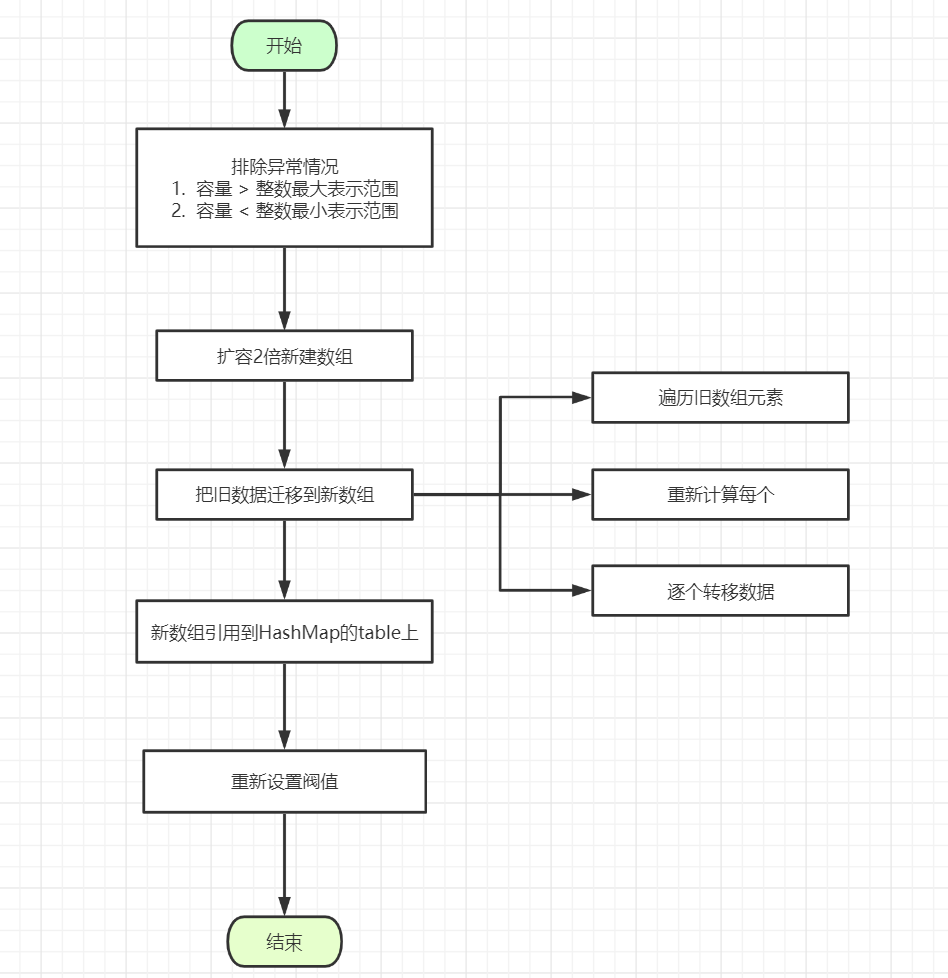 开始
排除异常情况
1. 容量 > 整数最大表示范围
2. 容量 < 整数最小表示范围
扩容2倍新建数组
把旧数据迁移到新数组
遍历旧数组元素
重新计算每个
逐个转移数据
新数组引用到HashMap的table上
重新设置阀值
结束